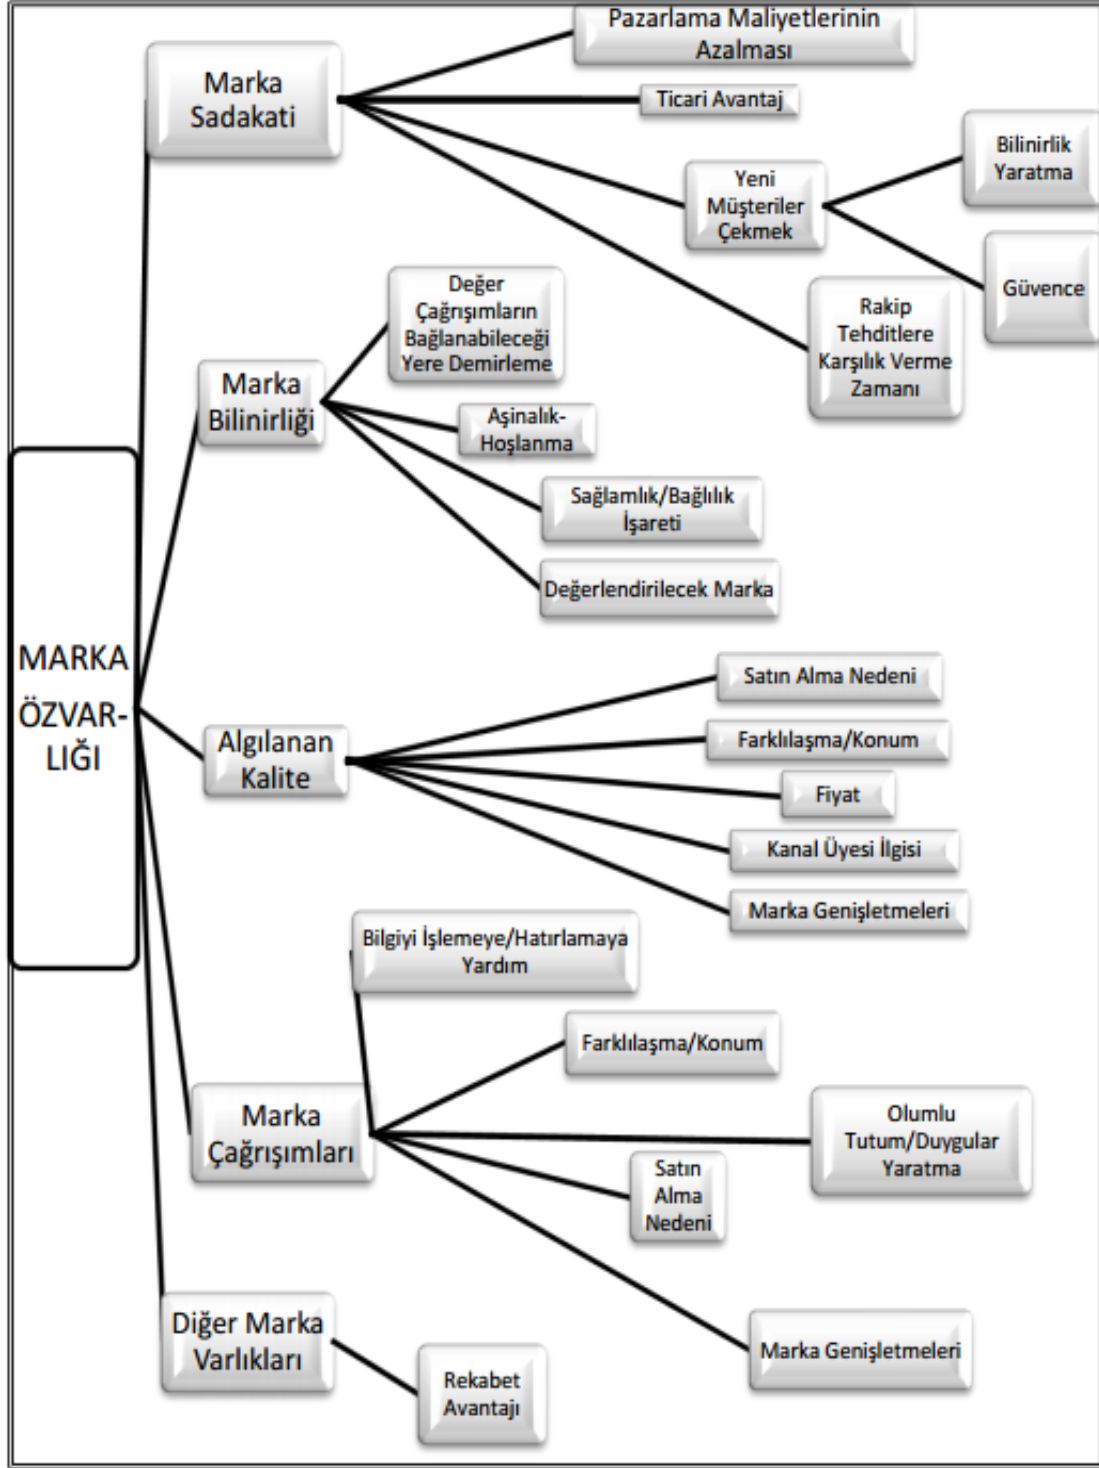 MARKA
ÖZVAR-
LIĞI
Marka
Sadakati
Pazarlama Maliyetlerinin
Azalması
Ticari Avantaj
Yeni
Müşteriler
Çekmek
Bilinirlik
Yaratma
Güvence
Rakip
Tehditlere
Karşılık Verme
Zamanı
Marka
Bilinirliği
Değer
Çağrışımların
Bağlanabileceği
Yere Demirleme
Aşinalık-
Hoşlanma
Sağlamlık/Bağlılık
İşareti
Değerlendirilecek Marka
Algılanan
Kalite
Satın Alma Nedeni
Farklılaşma/Konum
Fiyat
Kanal Üyesi İlgisi
Marka Genişletmeleri
Marka
Çağrışımları
Bilgiyi İşlemeye/Hatırlamaya
Yardım
Farklılaşma/Konum
Olumlu
Tutum/Duygular
Yaratma
Satın
Alma
Nedeni
Marka Genişletmeleri
Diğer Marka
Varlıkları
Rekabet
Avantajı